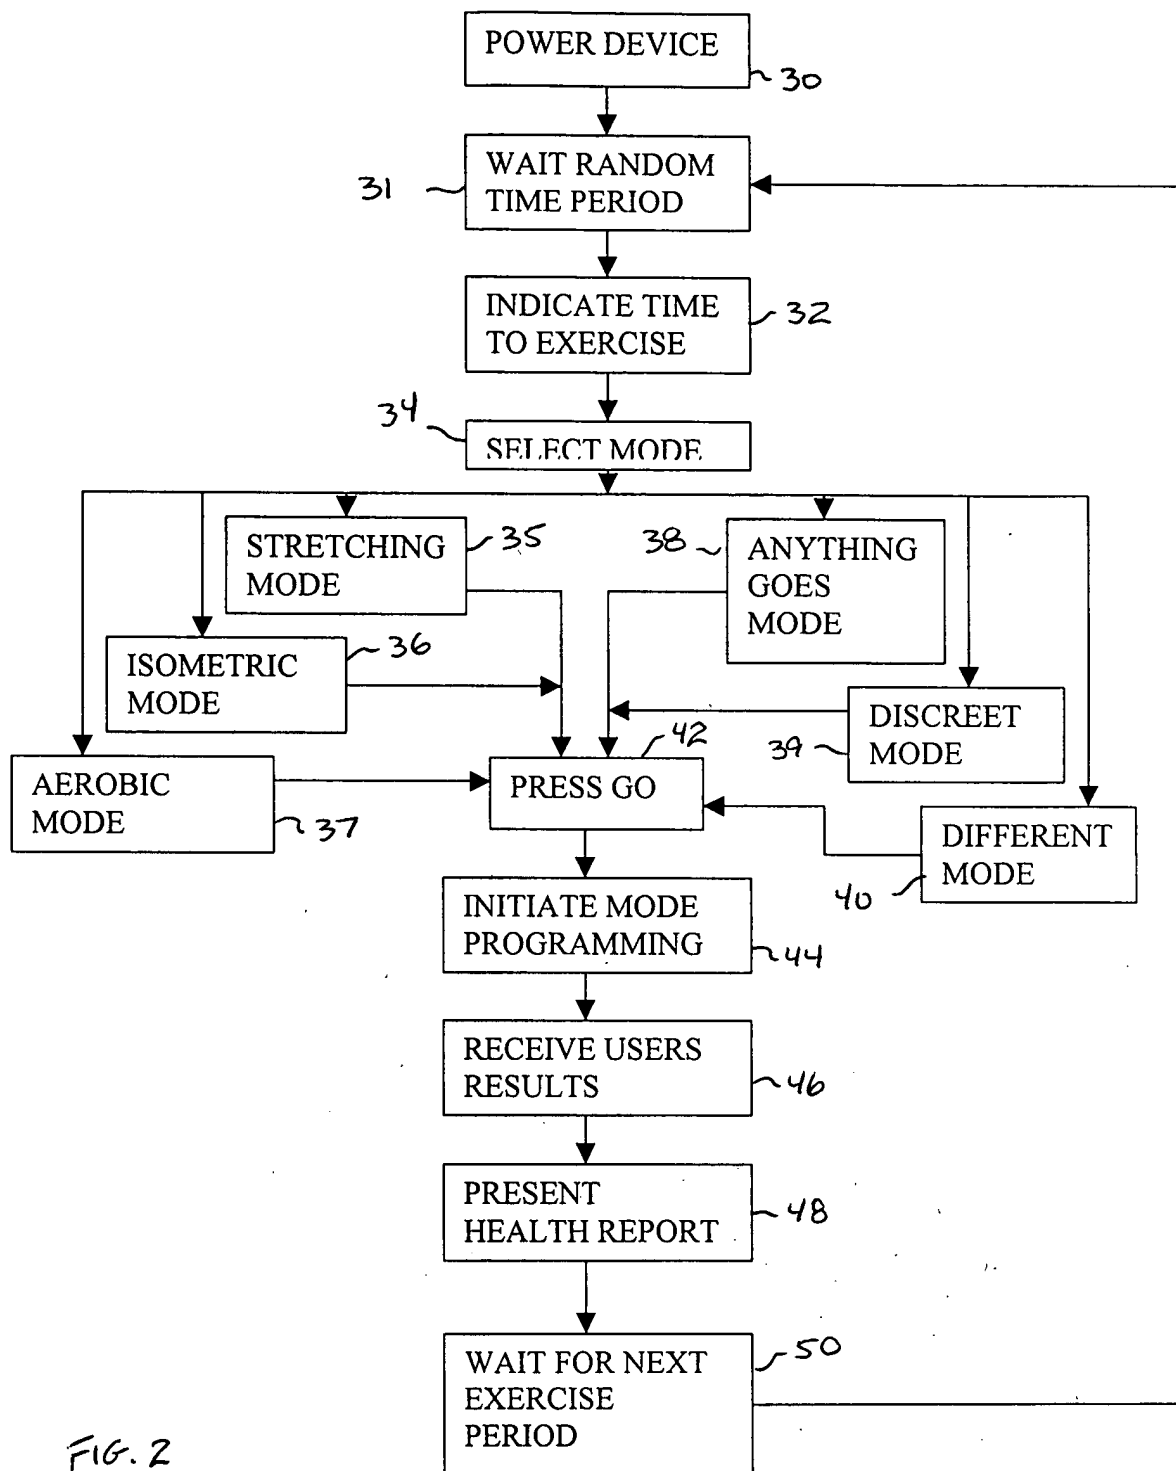 POWER DEVICE
30
WAIT RANDOM
TIME PERIOD
31
INDICATE TIME
TO EXERCISE
32
34
SELECT MODE
STRETCHING
MODE
35
38
ANYTHING
GOES
MODE
ISOMETRIC
MODE
36
DISCREET
MODE
39
AEROBIC
MODE
37
42
PRESS GO
DIFFERENT
MODE
40
INITIATE MODE
PROGRAMMING
44
RECEIVE USERS
RESULTS
46
PRESENT
HEALTH REPORT
48
WAIT FOR NEXT
EXERCISE
PERIOD
50
FIG. 2